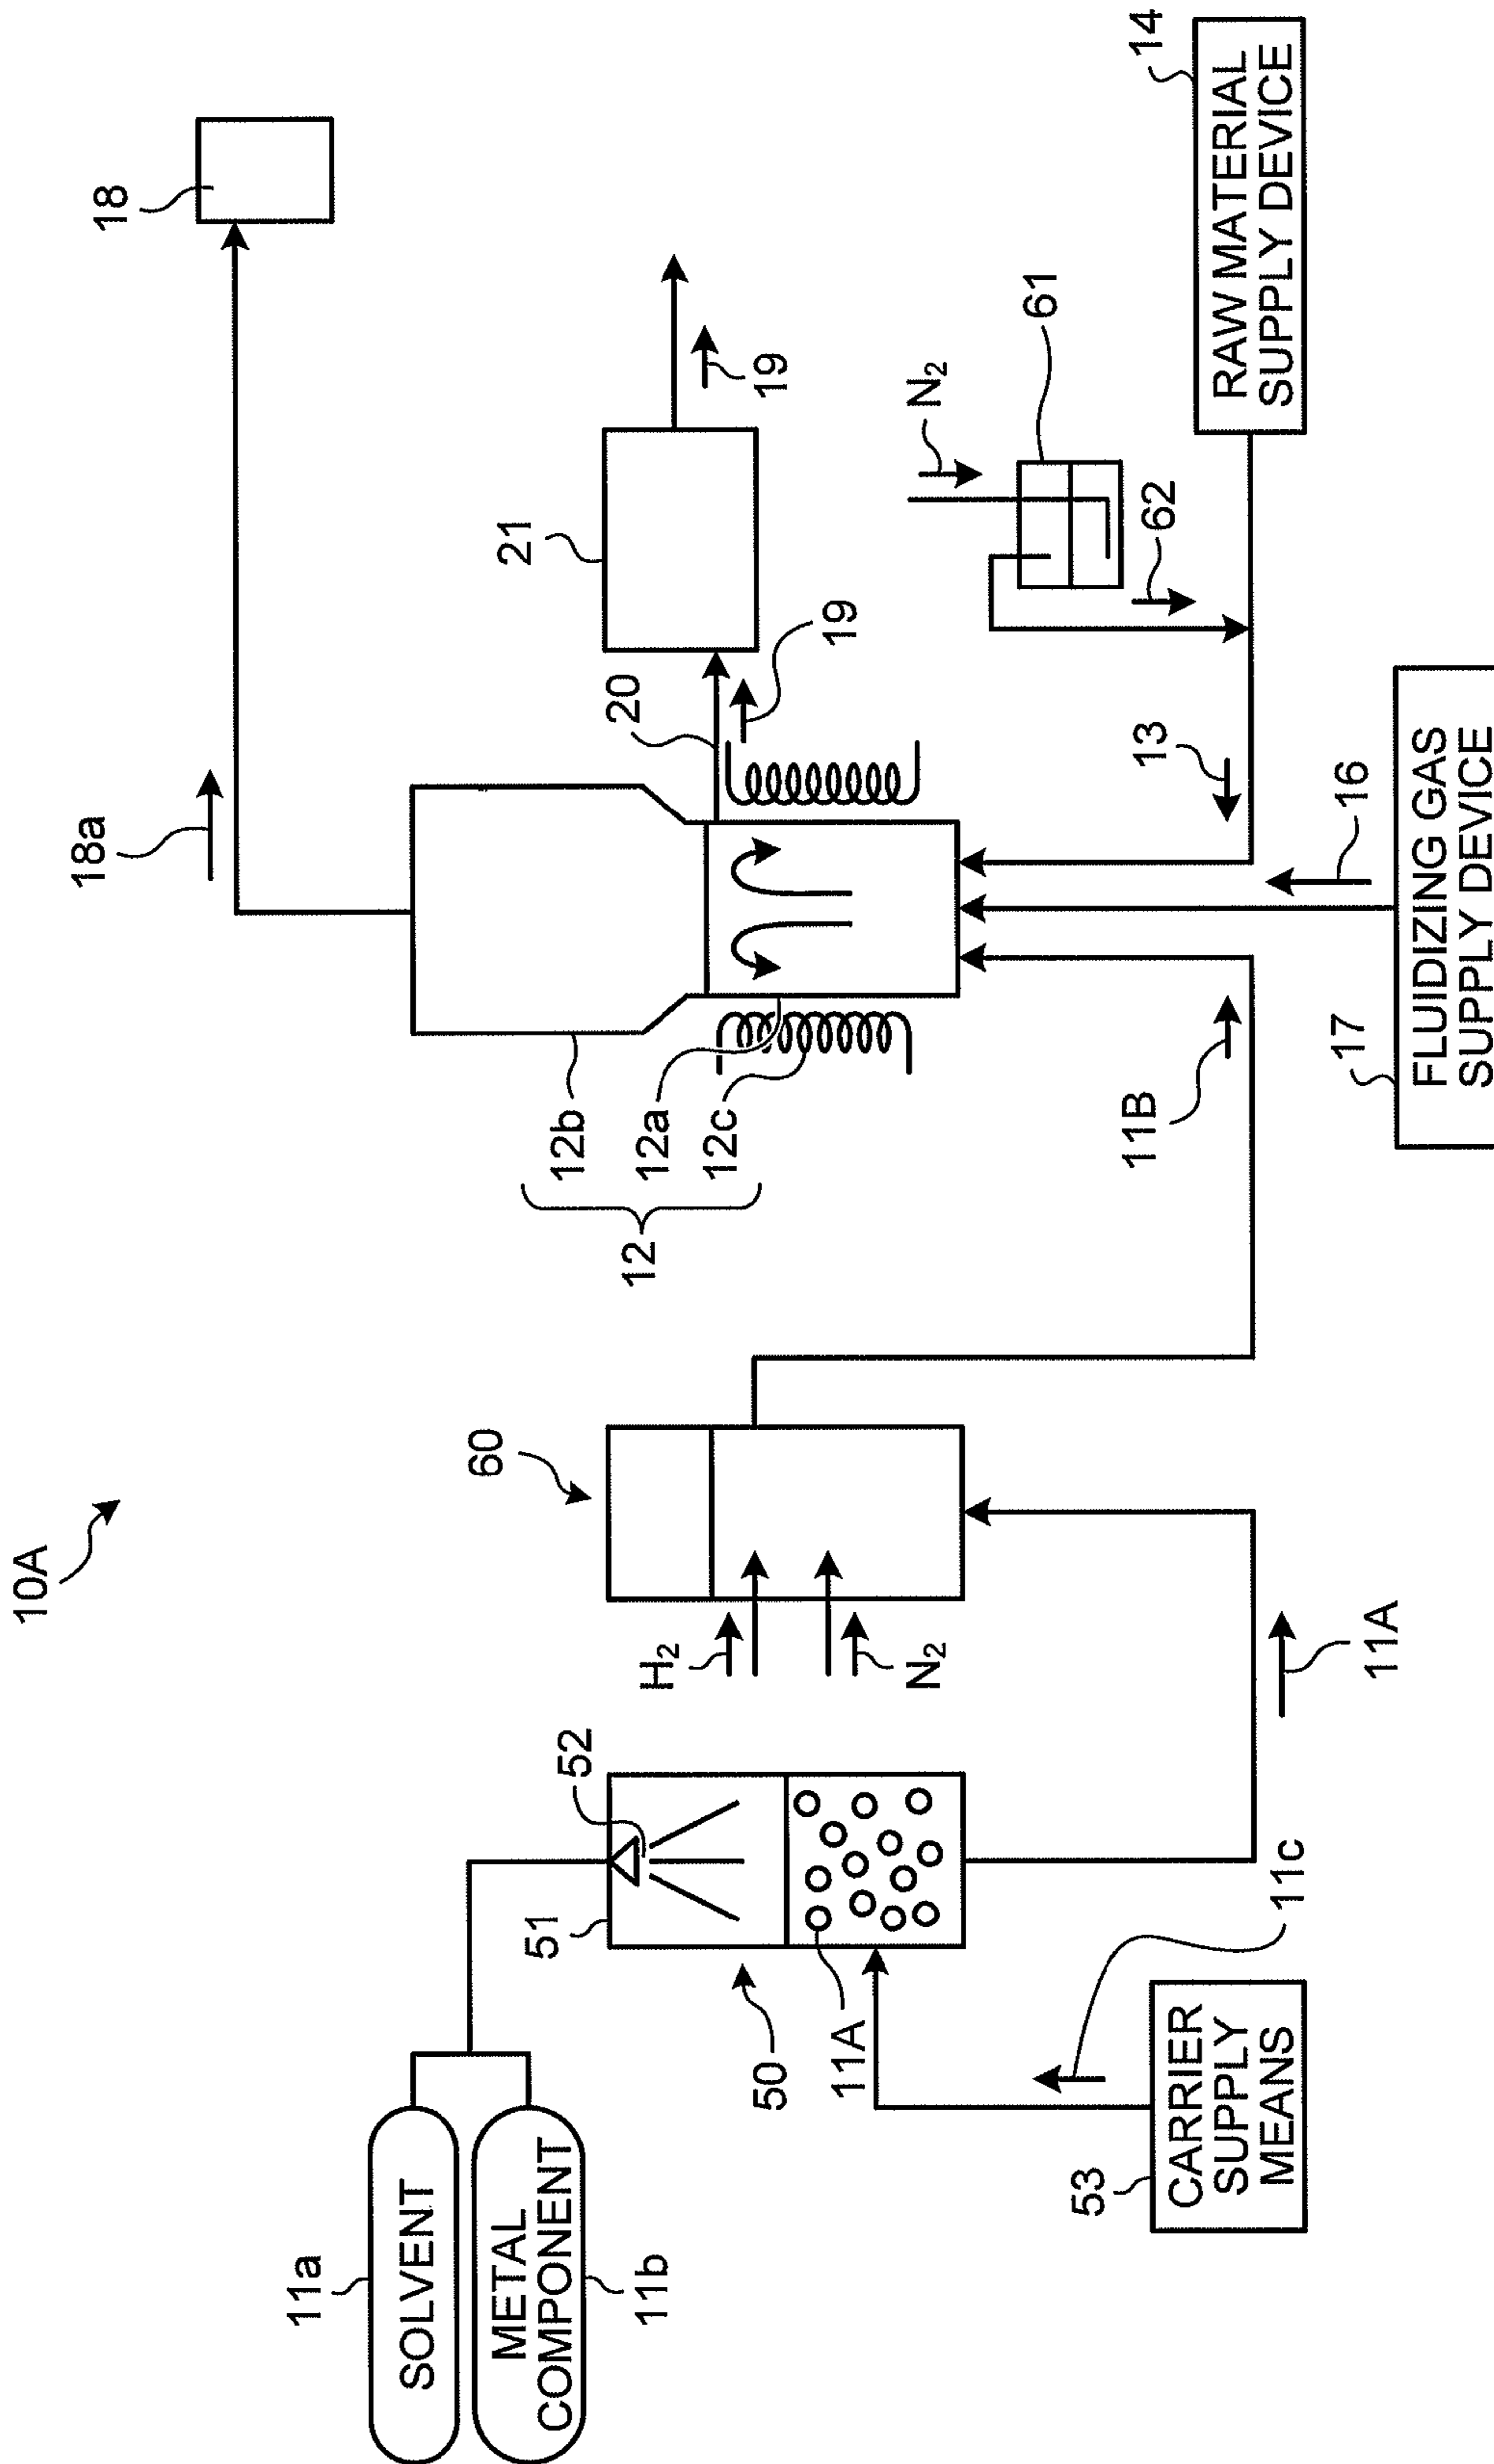 10A
11a
SOLVENT
METAL
COMPONENT
11b
51
52
50
11A
53
CARRIER
SUPPLY
MEANS
11c
11A
60
H₂
N₂
12
12b
12a
12c
11B
17
FLUIDIZING GAS
SUPPLY DEVICE
16
13
18a
18
20
19
21
19
N₂
61
62
14
RAW MATERIAL
SUPPLY DEVICE